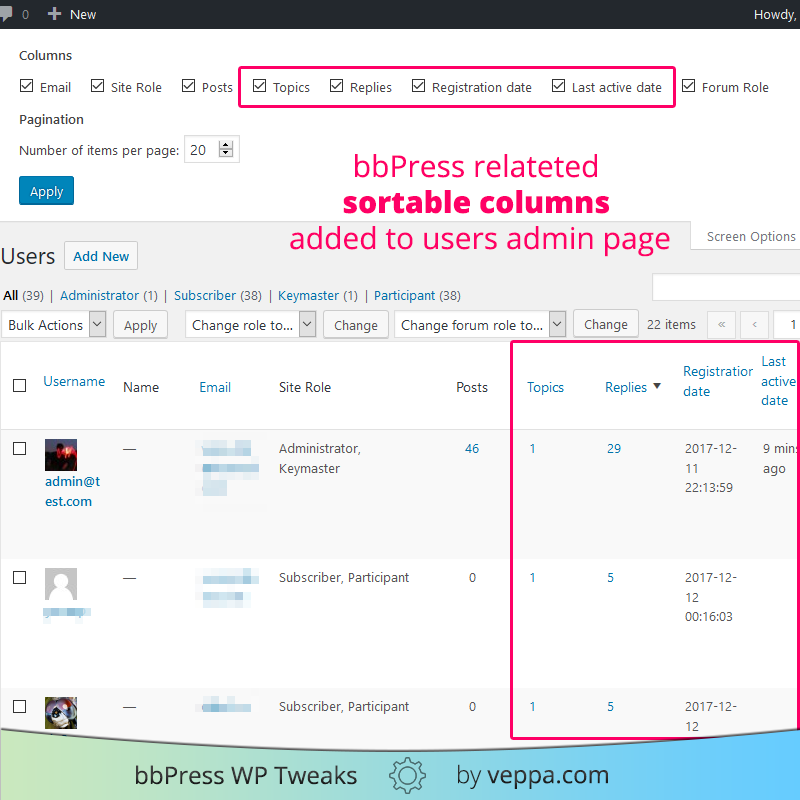 0 New Howdy,
Columns
Email Site Role Posts Topics Replies Registration date Last active date Forum Role
Pagination
Number of items per page: 20
Apply
bbPress relateted
sortable columns
added to users admin page
Screen Options
Users Add New
All (39) | Administrator (1) | Subscriber (38) | Keymaster (1) | Participant (38)
Bulk Actions Apply Change role to... Change Change forum role to... Change 22 items « ‹ 1
Username Name Email Site Role Posts Topics Replies Registration date Last active date
admin@test.com — Administrator, Keymaster 46 1 29 2017-12-11 22:13:59 9 mins ago
— Subscriber, Participant 0 1 5 2017-12-12 00:16:03
— Subscriber, Participant 0 1 5 2017-12-12
bbPress WP Tweaks by veppa.com